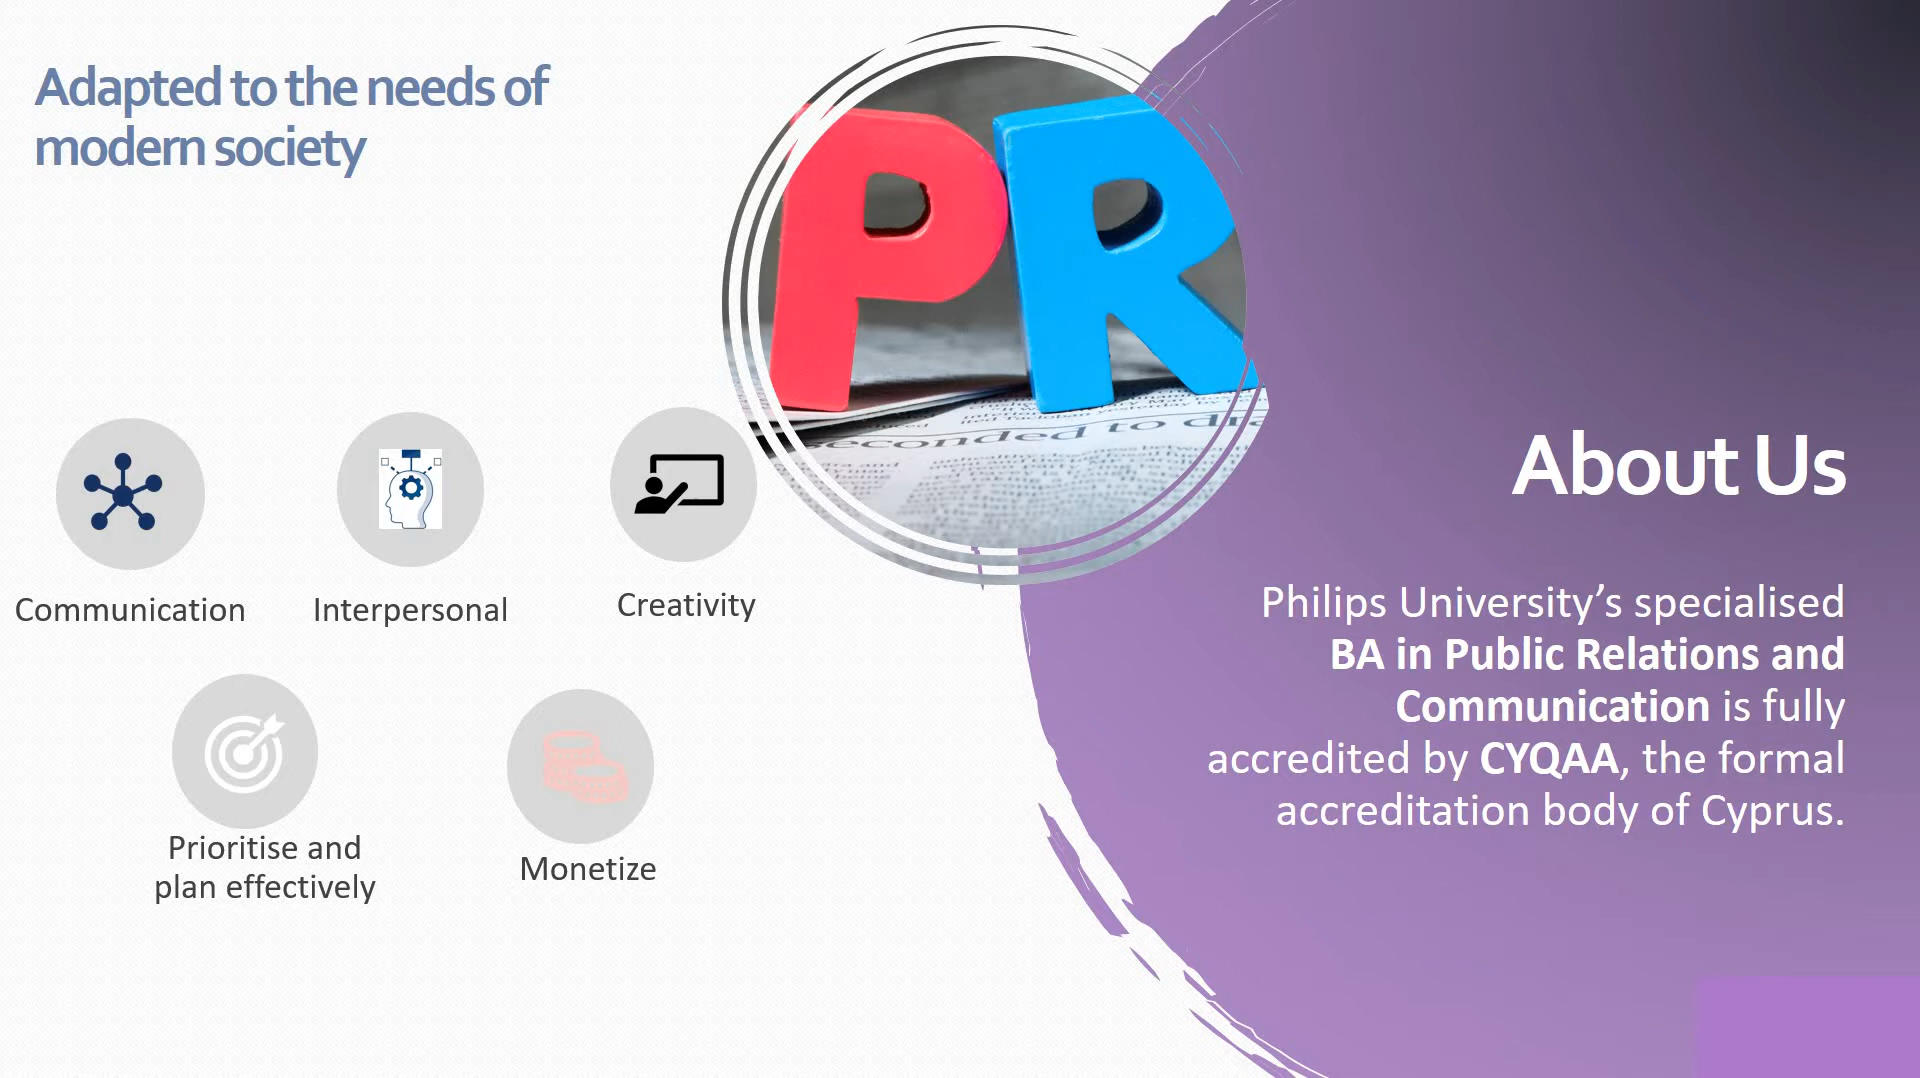 Adapted to the needs of
modern society
PR
seconded to
Communication
Interpersonal
Creativity
Prioritise and
plan effectively
Monetize
About Us
Philips University’s specialised
BA in Public Relations and
Communication is fully
accredited by CYQAA, the formal
accreditation body of Cyprus.